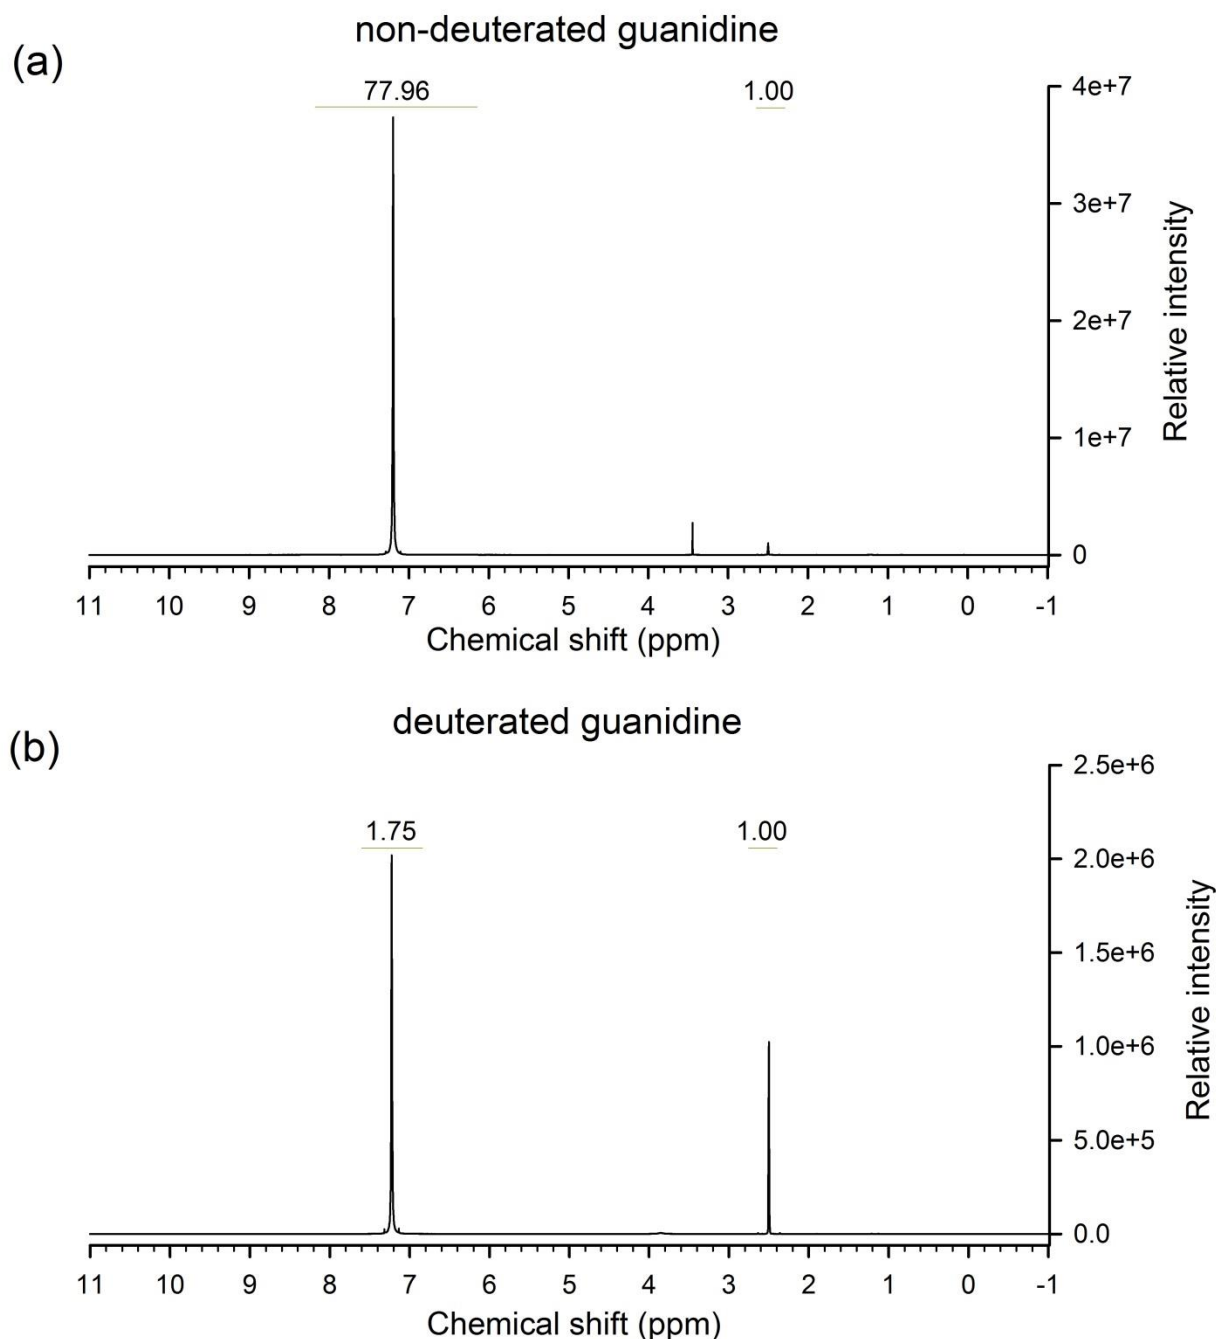 non-deuterated guanidine
(a)
77.96 1.00
4e+7
3e+7
2e+7
1e+7
0
Relative intensity
11 10 9 8 7 6 5 4 3 2 1 0 -1
Chemical shift (ppm)
deuterated guanidine
(b)
1.75 1.00
2.5e+6
2.0e+6
1.5e+6
1.0e+6
5.0e+5
0.0
Relative intensity
11 10 9 8 7 6 5 4 3 2 1 0 -1
Chemical shift (ppm)